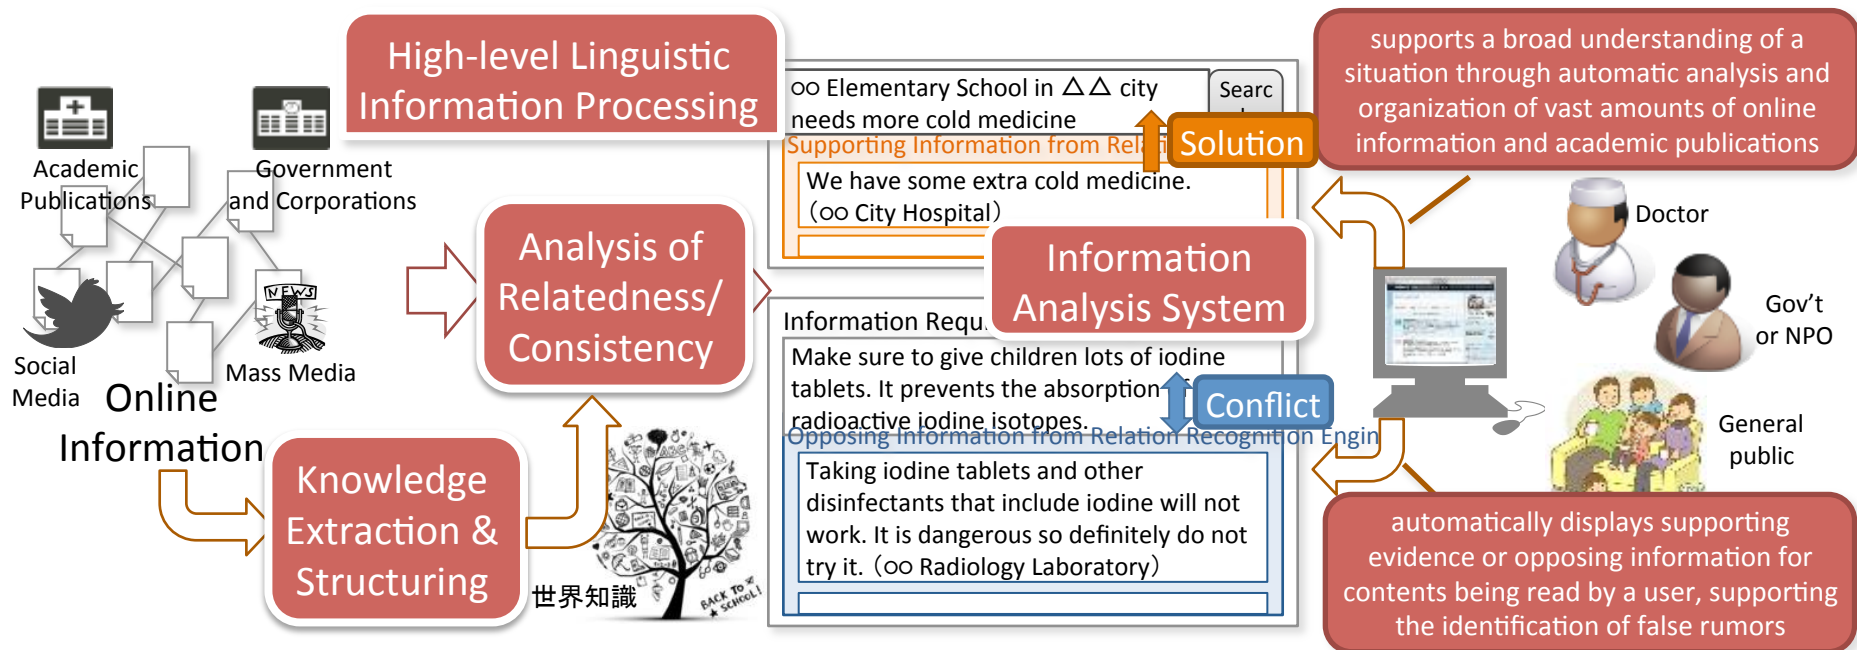 High-level Linguistic
Information Processing
Academic
Publications
Government
and Corporations
NEWS
Social
Media
Mass Media
Online
Information
Knowledge
Extraction &
Structuring
Analysis of
Relatedness/
Consistency
世界知識
BACK TO
SCHOOL!
○○ Elementary School in △△ city
needs more cold medicine
Searc
Solution
Supporting Information from Relati
We have some extra cold medicine.
(○○ City Hospital)
Information
Analysis System
Information Requ
Make sure to give children lots of iodine
tablets. It prevents the absorption of
radioactive iodine isotopes.
Conflict
Opposing Information from Relation Recognition Engin
Taking iodine tablets and other
disinfectants that include iodine will not
work. It is dangerous so definitely do not
try it. (○○ Radiology Laboratory)
supports a broad understanding of a
situation through automatic analysis and
organization of vast amounts of online
information and academic publications
Doctor
Gov't
or NPO
General
public
automatically displays supporting
evidence or opposing information for
contents being read by a user, supporting
the identification of false rumors